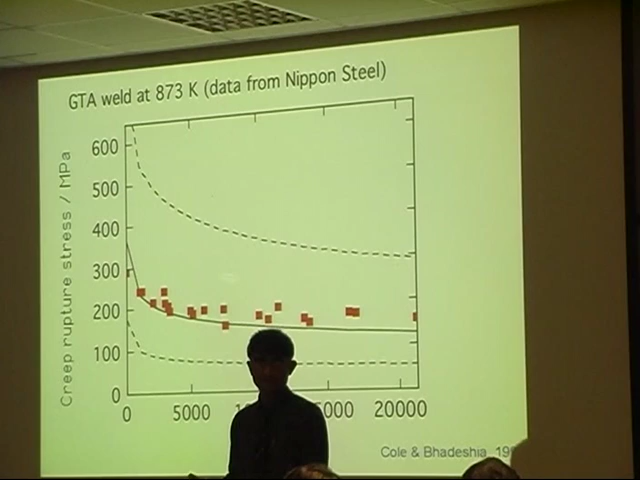 GTA weld at 873 K (data from Nippon Steel)
Creep rupture stress / MPa
600
500
400
300
200
100
0
0 5000 20000
Cole & Bhadeshia